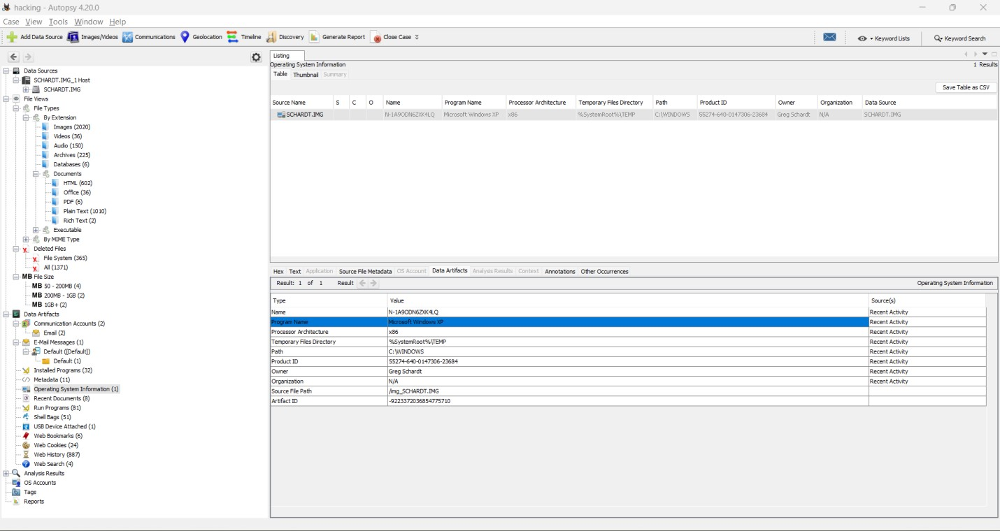 hacking - Autopsy 4.20.0
Case View Tools Window Help
Add Data Source Images/Videos Communications Geolocation Timeline Discovery Generate Report Close Case Keyword Lists Keyword Search
Data Sources
SCHARDT.IMG_1 Host
SCHARDT.IMG
File Views
File Types
By Extension
Images (2020)
Videos (36)
Audio (150)
Archives (225)
Databases (6)
Documents
HTML (602)
Office (36)
PDF (6)
Plain Text (1010)
Rich Text (2)
Executable
By MIME Type
Deleted Files
File System (365)
All (1371)
MB File Size
MB 50 - 200MB (4)
MB 200MB - 1GB (2)
MB 1GB+ (2)
Data Artifacts
Communication Accounts (2)
Email (2)
E-Mail Messages (1)
Default ([Default])
Default (1)
Installed Programs (32)
Metadata (11)
Operating System Information (1)
Recent Documents (8)
Run Programs (81)
Shell Bags (51)
USB Device Attached (1)
Web Bookmarks (6)
Web Cookies (24)
Web History (887)
Web Search (4)
Analysis Results
OS Accounts
Tags
Reports
Listing
Operating System Information 1 Results
Table Thumbnail Summary
Save Table as CSV
Source Name S C O Name Program Name Processor Architecture Temporary Files Directory Path Product ID Owner Organization Data Source
SCHARDT.IMG N-1A9ODN6ZXK4LQ Microsoft Windows XP x86 %SystemRoot%\TEMP C:\WINDOWS 55274-640-0147306-23684 Greg Schardt N/A SCHARDT.IMG
Hex Text Application Source File Metadata OS Account Data Artifacts Analysis Results Context Annotations Other Occurrences
Result: 1 of 1 Result Operating System Information
Type Value Source(s)
Name N-1A9ODN6ZXK4LQ Recent Activity
Program Name Microsoft Windows XP Recent Activity
Processor Architecture x86 Recent Activity
Temporary Files Directory %SystemRoot%\TEMP Recent Activity
Path C:\WINDOWS Recent Activity
Product ID 55274-640-0147306-23684 Recent Activity
Owner Greg Schardt Recent Activity
Organization N/A Recent Activity
Source File Path /img_SCHARDT.IMG
Artifact ID -9223372036854775710